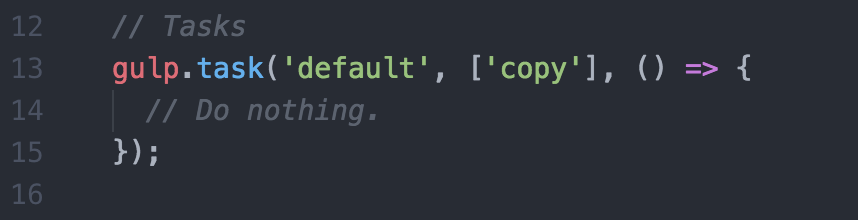 12 // Tasks
13 gulp.task('default', ['copy'], () => {
14 // Do nothing.
15 });
16